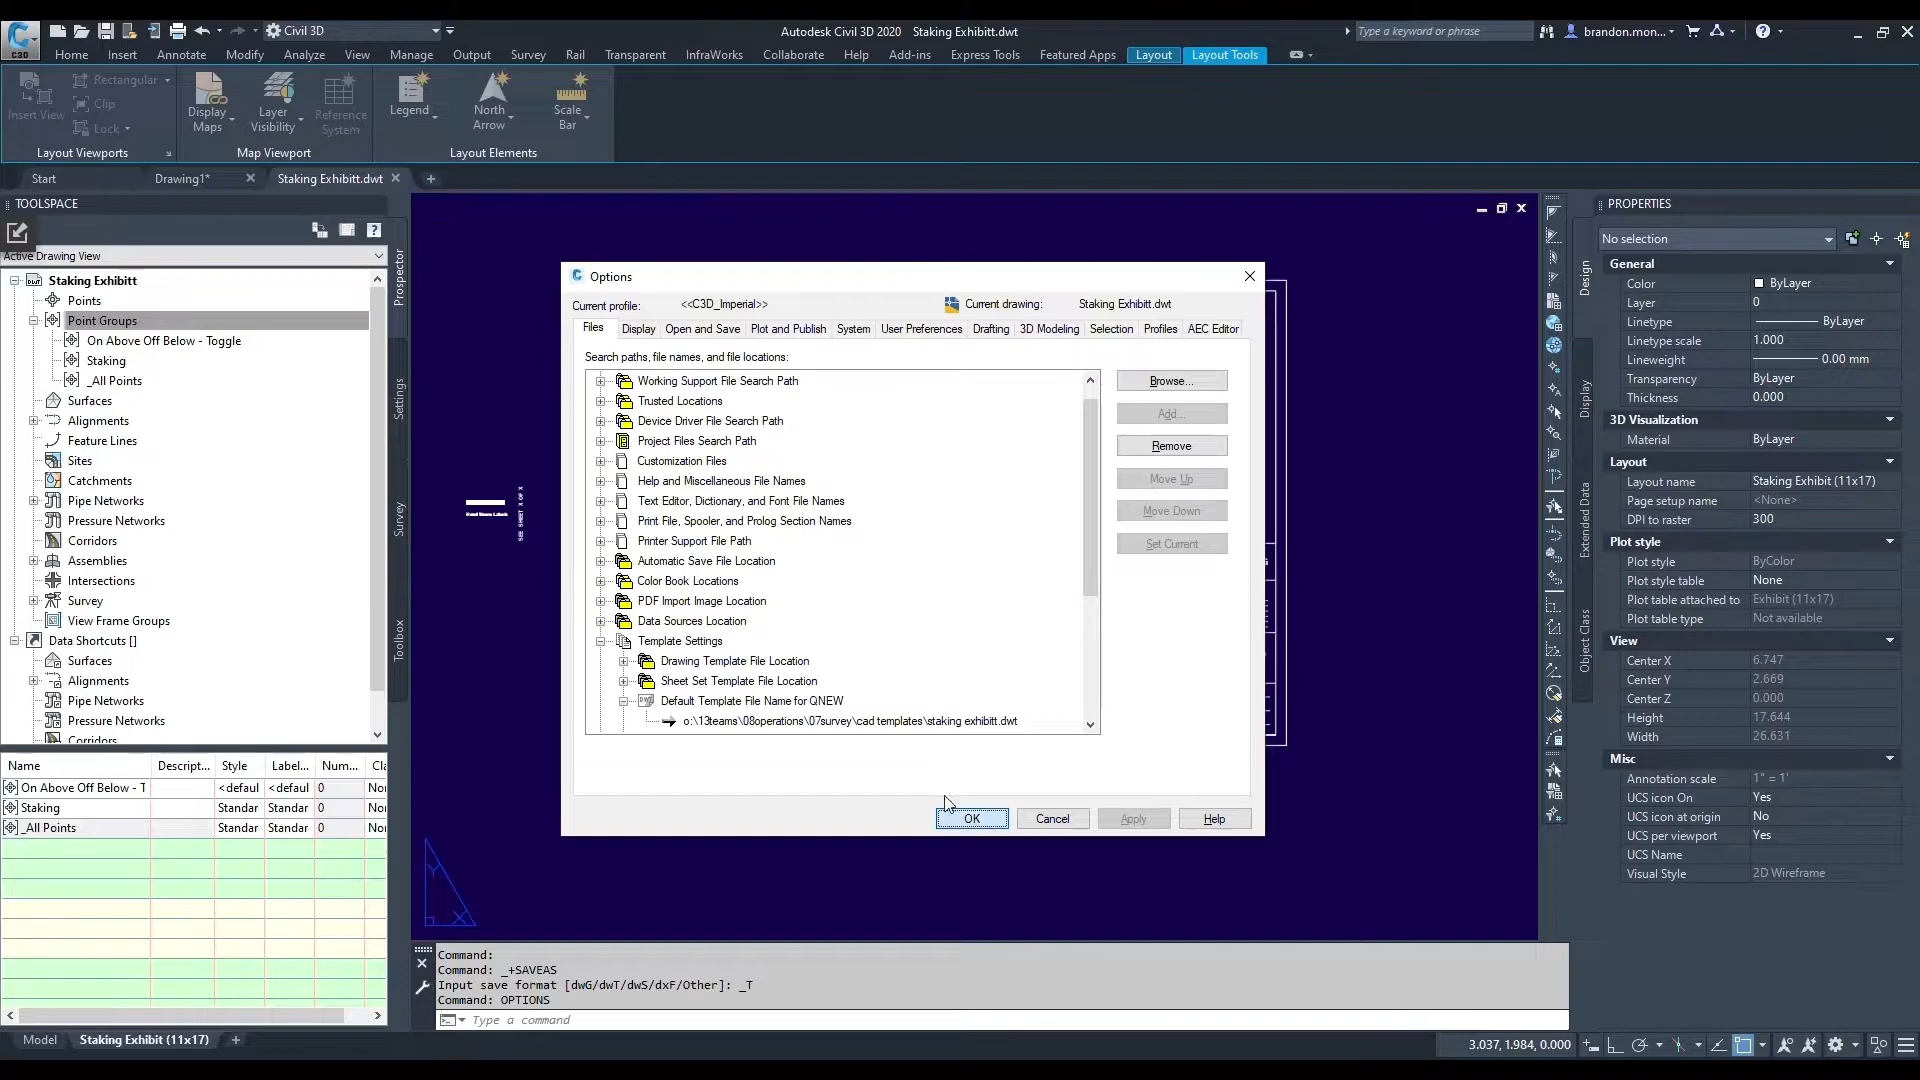 Civil 3D
Autodesk Civil 3D 2020 Staking Exhibitt.dwt
Type a keyword or phrase
brandon.mon...
C3D
Home Insert Annotate Modify Analyze View Manage Output Survey Rail Transparent InfraWorks Collaborate Help Add-ins Express Tools Featured Apps Layout Layout Tools
Insert View
Rectangular
Clip
Lock
Display Maps
Layer Visibility
Reference System
Legend
North Arrow
Scale Bar
Layout Viewports
Map Viewport
Layout Elements
Start Drawing1* Staking Exhibitt.dwt
TOOLSPACE
Active Drawing View
Staking Exhibitt
Points
Point Groups
On Above Off Below - Toggle
Staking
_All Points
Surfaces
Alignments
Feature Lines
Sites
Catchments
Pipe Networks
Pressure Networks
Corridors
Assemblies
Intersections
Survey
View Frame Groups
Data Shortcuts []
Surfaces
Alignments
Pipe Networks
Pressure Networks
Corridors
Prospector
Settings
Survey
Toolbox
Name Descript... Style Label... Num... Cla
On Above Off Below - T <defaul <defaul 0 Nor
Staking Standar Standar 0 Nor
_All Points Standar Standar 0 Nor
Road Name Labels
SEE SHEET X OF X
Options
Current profile: <<C3D_Imperial>> Current drawing: Staking Exhibitt.dwt
Files Display Open and Save Plot and Publish System User Preferences Drafting 3D Modeling Selection Profiles AEC Editor
Search paths, file names, and file locations:
Working Support File Search Path
Trusted Locations
Device Driver File Search Path
Project Files Search Path
Customization Files
Help and Miscellaneous File Names
Text Editor, Dictionary, and Font File Names
Print File, Spooler, and Prolog Section Names
Printer Support File Path
Automatic Save File Location
Color Book Locations
PDF Import Image Location
Data Sources Location
Template Settings
Drawing Template File Location
Sheet Set Template File Location
Default Template File Name for QNEW
o:\13teams\08operations\07survey\cad templates\staking exhibitt.dwt
Browse...
Add...
Remove
Move Up
Move Down
Set Current
OK Cancel Apply Help
Y
X
Command:
Command: _+SAVEAS
Input save format [dwG/dwT/dwS/dxF/Other]: _T
Command: OPTIONS
Type a command
Model Staking Exhibit (11x17)
3.037, 1.984, 0.000
PROPERTIES
No selection
Design
Display
Extended Data
Object Class
General
Color ByLayer
Layer 0
Linetype ByLayer
Linetype scale 1.000
Lineweight 0.00 mm
Transparency ByLayer
Thickness 0.000
3D Visualization
Material ByLayer
Layout
Layout name Staking Exhibit (11x17)
Page setup name <None>
DPI to raster 300
Plot style
Plot style ByColor
Plot style table None
Plot table attached to Exhibit (11x17)
Plot table type Not available
View
Center X 6.747
Center Y 2.669
Center Z 0.000
Height 17.644
Width 26.631
Misc
Annotation scale 1" = 1'
UCS icon On Yes
UCS icon at origin No
UCS per viewport Yes
UCS Name
Visual Style 2D Wireframe